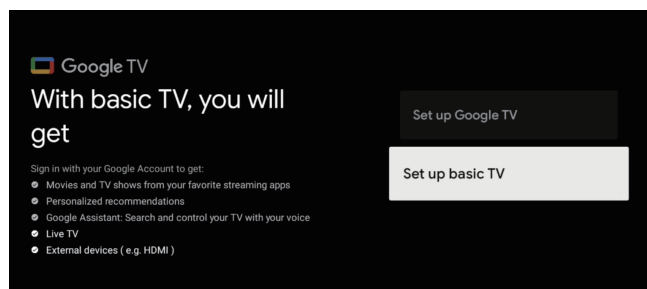 Google TV
With basic TV, you will
get
Sign in with your Google Account to get:
Movies and TV shows from your favorite streaming apps
Personalized recommendations
Google Assistant: Search and control your TV with your voice
Live TV
External devices ( e.g. HDMI )
Set up Google TV
Set up basic TV